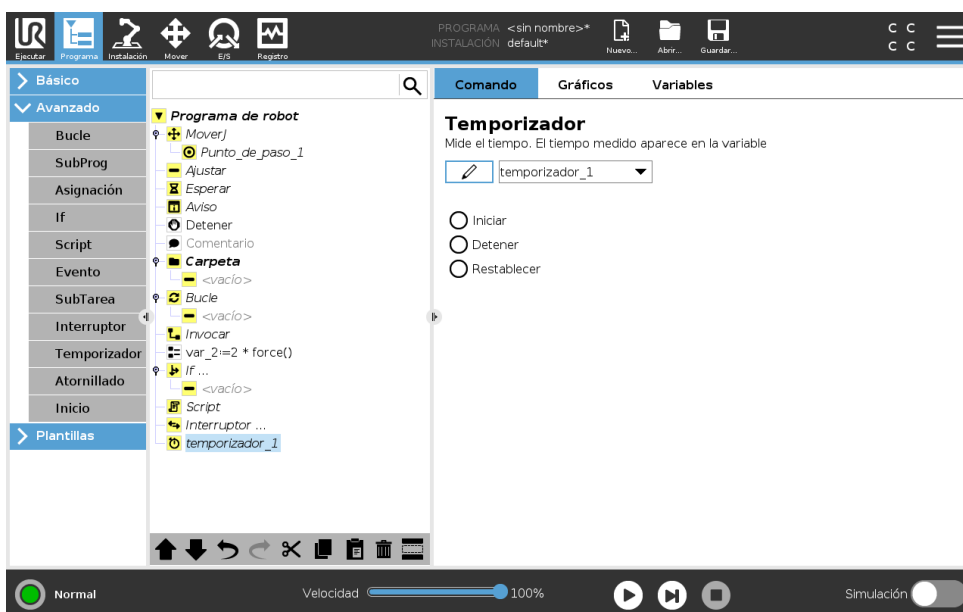 UR
Ejecutar
Programa
Instalación
Mover
E/S
Registro
PROGRAMA <sin nombre>*
INSTALACIÓN default*
Nuevo...
Abrir...
Guardar...
C C
C C
Básico
Avanzado
Bucle
SubProg
Asignación
If
Script
Evento
SubTarea
Interruptor
Temporizador
Atornillado
Inicio
Plantillas
Programa de robot
MoverJ
Punto_de_paso_1
Ajustar
Esperar
Aviso
Detener
Comentario
Carpeta
<vacío>
Bucle
<vacío>
Invocar
var_2:=2 * force()
If ...
<vacío>
Script
Interruptor ...
temporizador_1
Comando Gráficos Variables
Temporizador
Mide el tiempo. El tiempo medido aparece en la variable
temporizador_1
Iniciar
Detener
Restablecer
Normal
Velocidad 100%
Simulación